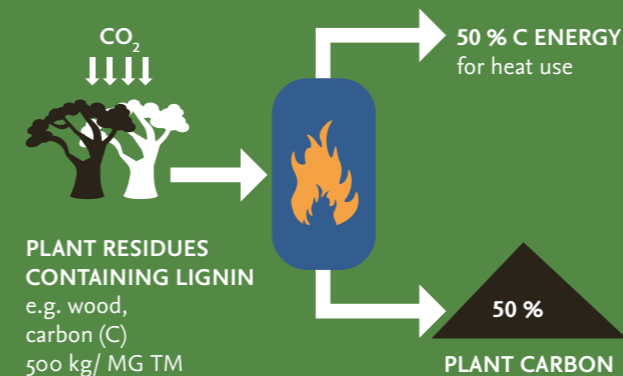 CO₂
50 % C ENERGY
for heat use
PLANT RESIDUES
CONTAINING LIGNIN
e.g. wood,
carbon (C)
500 kg/ MG TM
50 %
PLANT CARBON